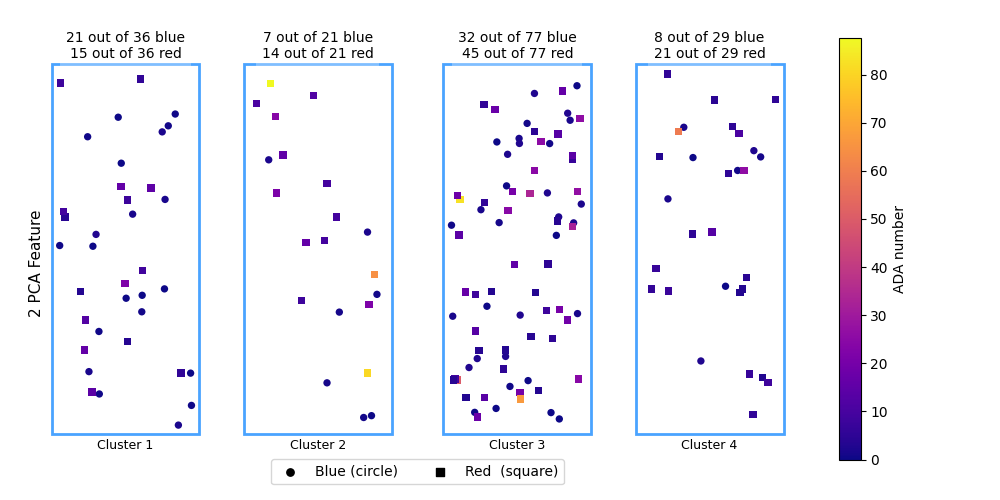 21 out of 36 blue
15 out of 36 red
7 out of 21 blue
14 out of 21 red
32 out of 77 blue
45 out of 77 red
8 out of 29 blue
21 out of 29 red
2 PCA Feature
Cluster 1
Cluster 2
Cluster 3
Cluster 4
Blue (circle)
Red  (square)
80
70
60
50
40
30
20
10
0
ADA number